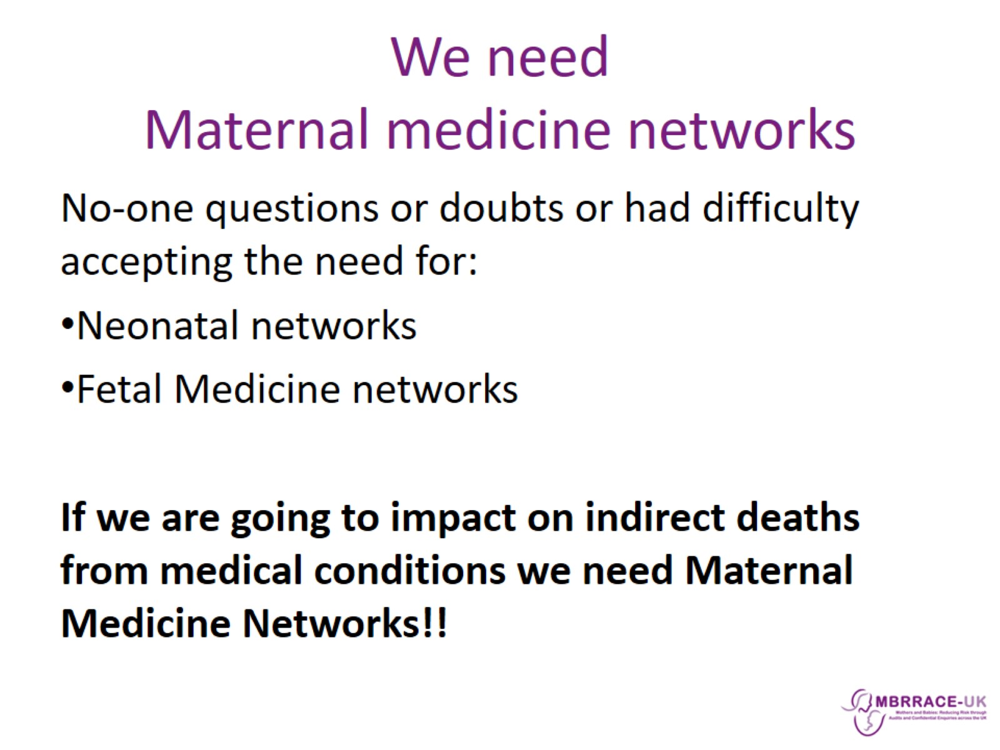 We need
Maternal medicine networks
No-one questions or doubts or had difficulty
accepting the need for:
•Neonatal networks
•Fetal Medicine networks
If we are going to impact on indirect deaths
from medical conditions we need Maternal
Medicine Networks!!
MBRRACE-UK
Mothers and Babies: Reducing Risk through
Audits and Confidential Enquiries across the UK